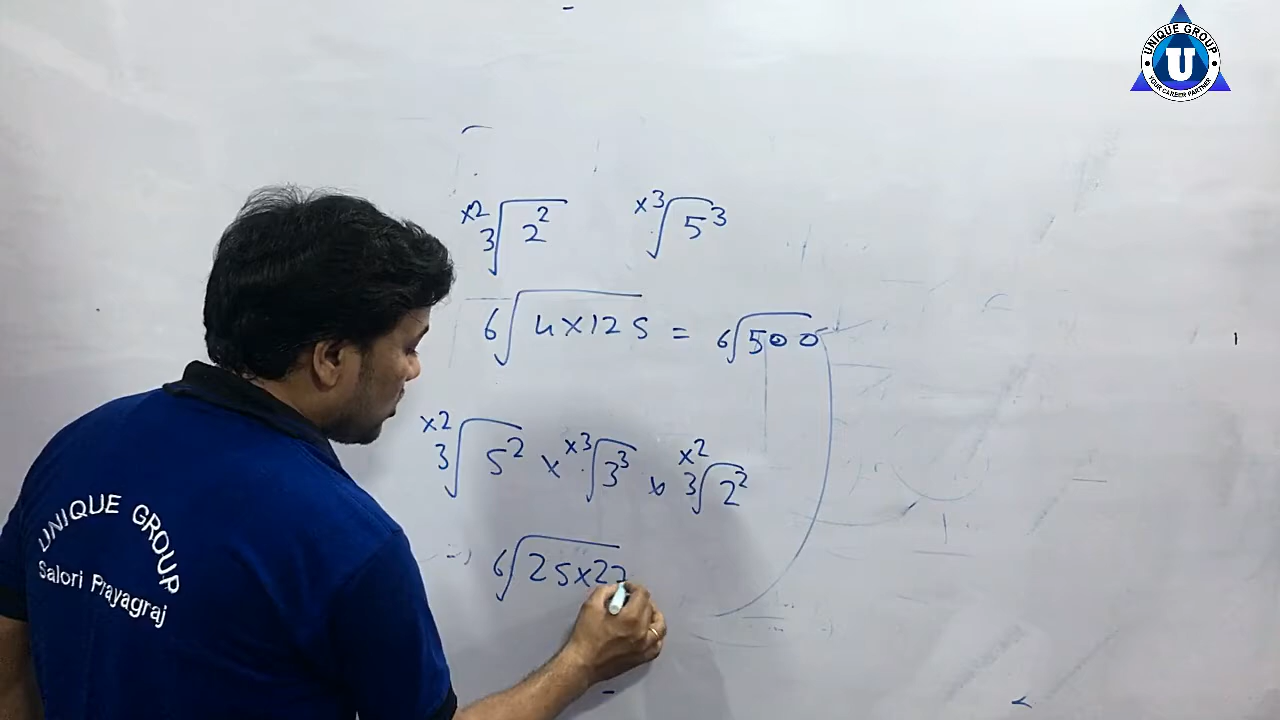 UNIQUE GROUP
U
YOUR CAREER PARTNER
×2 ³√2² ×3 √5³
⁶√4×125 = ⁶√500
×2 ³√5² × ×3 √3³ × ×2 ³√2²
⁶√25×27
UNIQUE GROUP
Salori Prayagraj